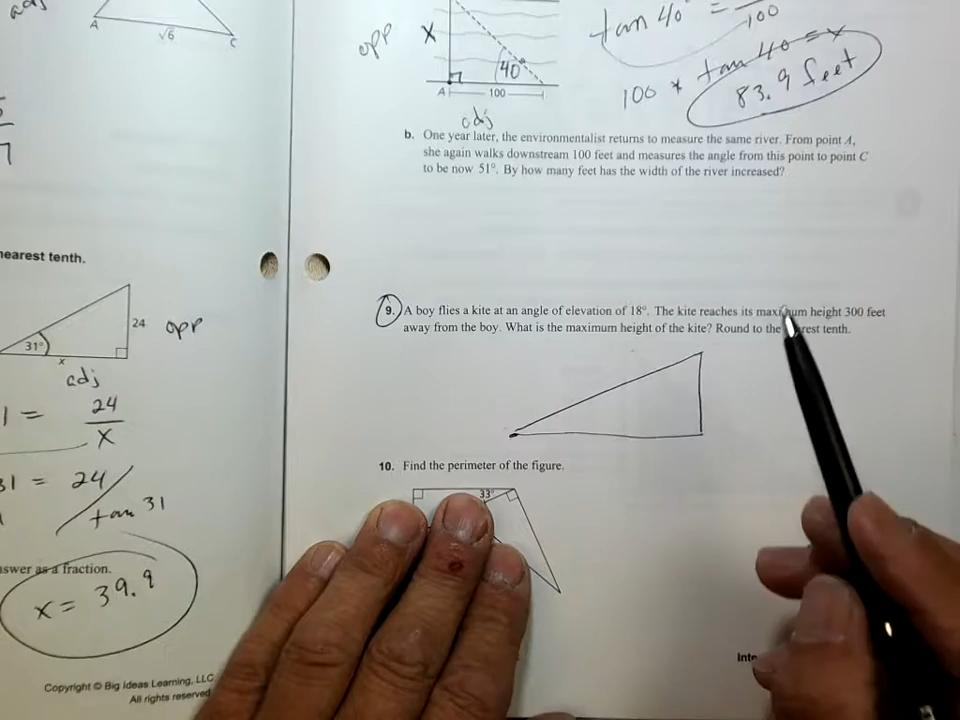 adj
A
√6
C
7
nearest tenth.
24 opp
31°
x
adj
1 = 24
x
31 = 24
tan 31
swer as a fraction.
x = 39.9
Copyright © Big Ideas Learning, LLC
All rights reserved
opp x
40°
A 100
adj
tan 40° =
100
100 * tan 40 = x
83.9 feet
b. One year later, the environmentalist returns to measure the same river. From point A,
she again walks downstream 100 feet and measures the angle from this point to point C
to be now 51°. By how many feet has the width of the river increased?
9. A boy flies a kite at an angle of elevation of 18°. The kite reaches its maximum height 300 feet
away from the boy. What is the maximum height of the kite? Round to the nearest tenth.
10. Find the perimeter of the figure.
33°
Inte